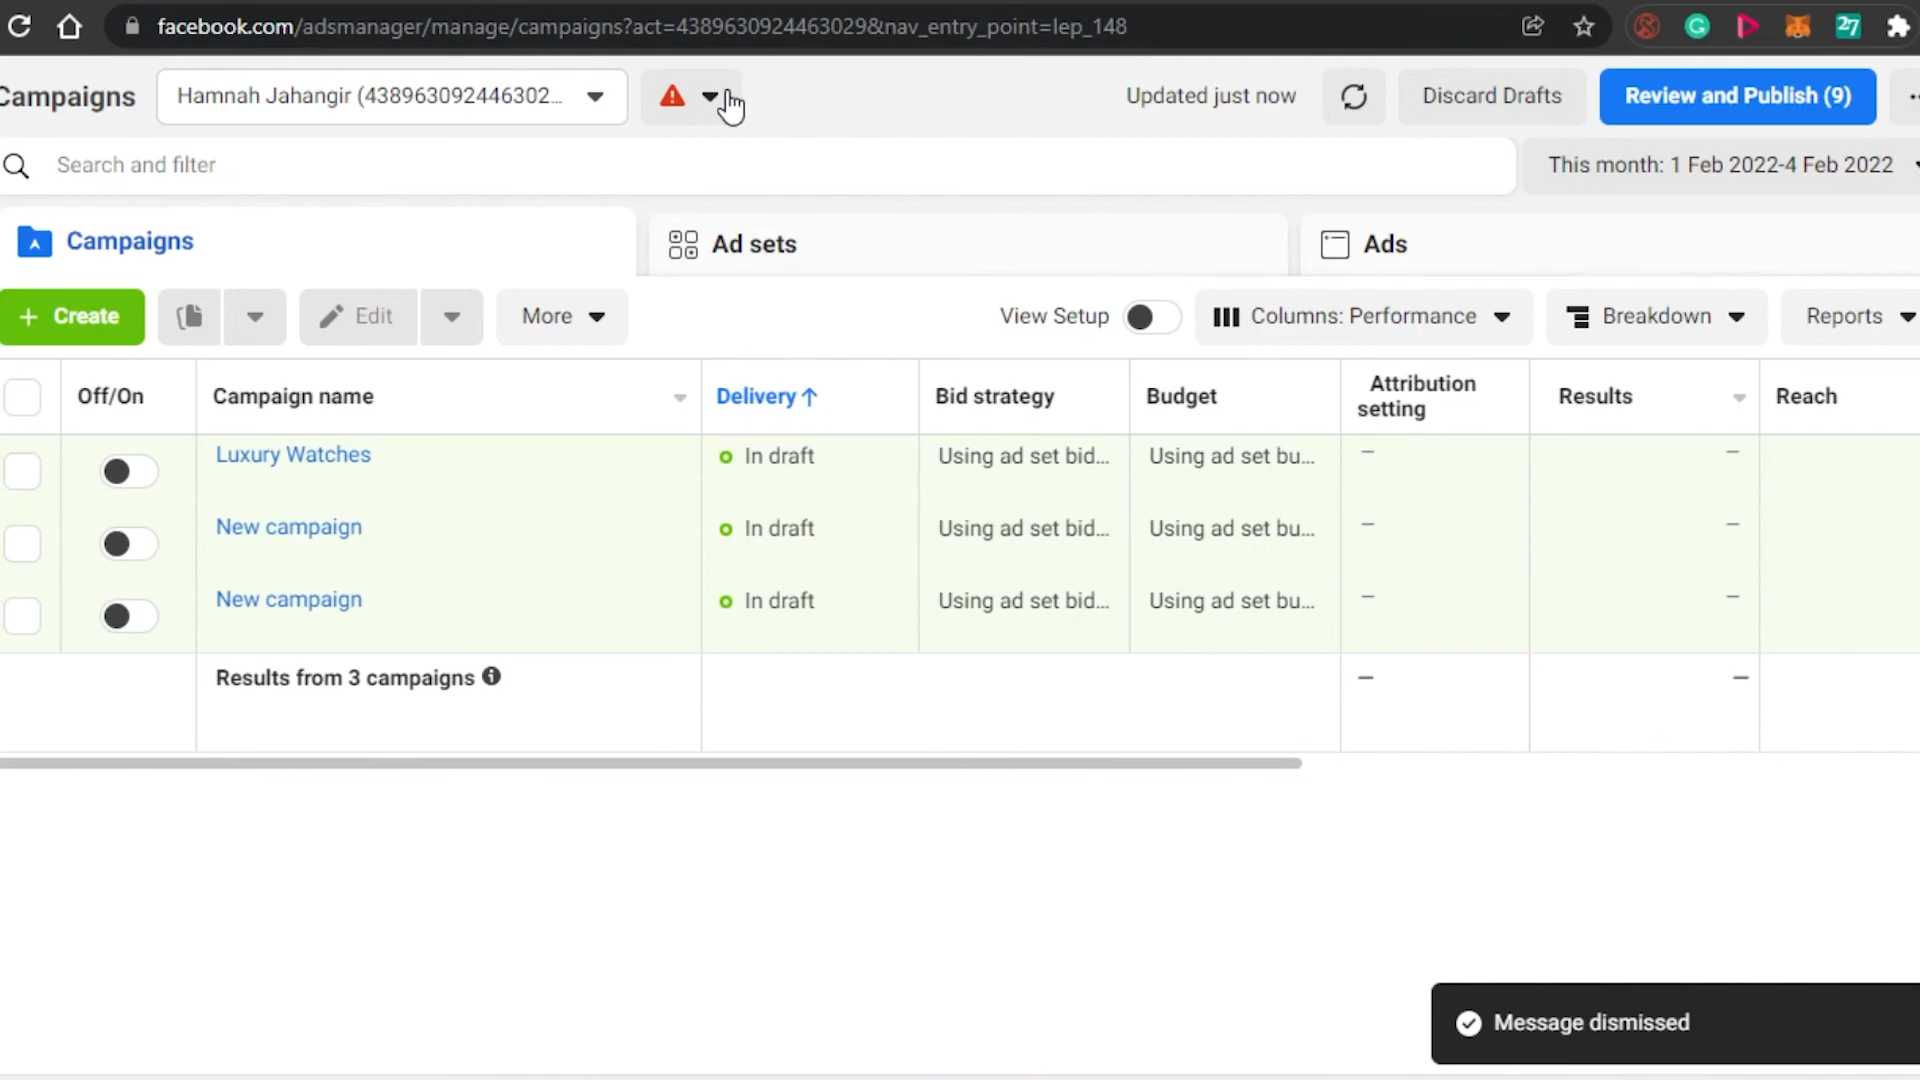 facebook.com/adsmanager/manage/campaigns?act=4389630924463029&nav_entry_point=lep_148
27
Campaigns
Hamnah Jahangir (438963092446302...
Updated just now
Discard Drafts
Review and Publish (9)
Search and filter
This month: 1 Feb 2022-4 Feb 2022
Campaigns
Ad sets
Ads
+ Create
Edit
More
View Setup
Columns: Performance
Breakdown
Reports
Off/On
Campaign name
Delivery ↑
Bid strategy
Budget
Attribution
setting
Results
Reach
Luxury Watches
In draft
Using ad set bid...
Using ad set bu...
—
—
New campaign
In draft
Using ad set bid...
Using ad set bu...
—
—
New campaign
In draft
Using ad set bid...
Using ad set bu...
—
—
Results from 3 campaigns
—
—
Message dismissed